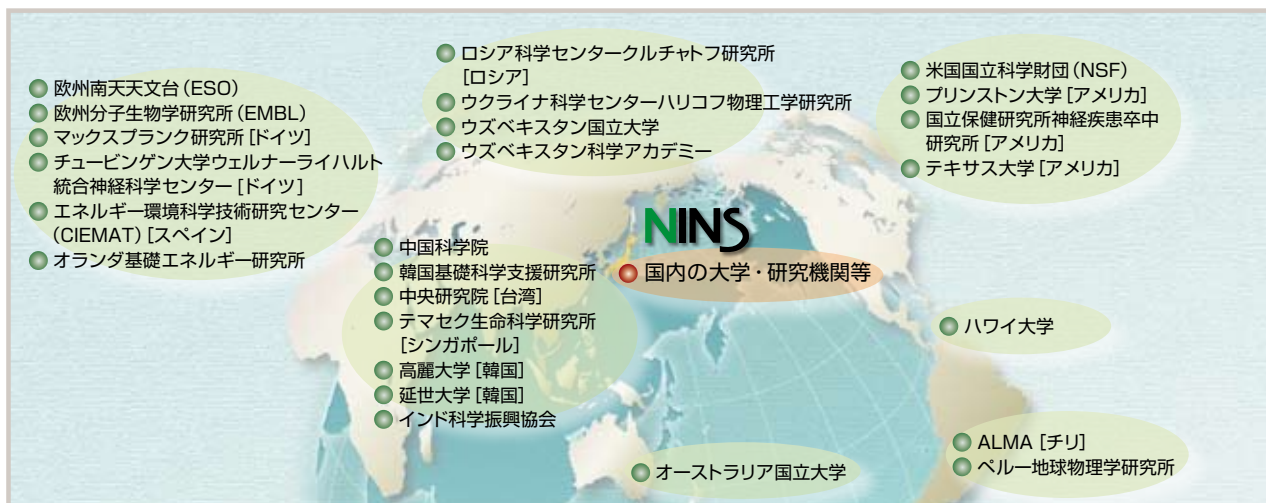 欧州南天天文台(ESO)
欧州分子生物学研究所(EMBL)
マックスプランク研究所[ドイツ]
チュービンゲン大学ウェルナーライハルト
統合神経科学センター[ドイツ]
エネルギー環境科学技術研究センター
(CIEMAT)[スペイン]
オランダ基礎エネルギー研究所
ロシア科学センタークルチャトフ研究所
[ロシア]
ウクライナ科学センターハリコフ物理工学研究所
ウズベキスタン国立大学
ウズベキスタン科学アカデミー
米国国立科学財団(NSF)
プリンストン大学[アメリカ]
国立保健研究所神経疾患卒中
研究所[アメリカ]
テキサス大学[アメリカ]
NINS
国内の大学・研究機関等
中国科学院
韓国基礎科学支援研究所
中央研究院[台湾]
テマセク生命科学研究所
[シンガポール]
高麗大学[韓国]
延世大学[韓国]
インド科学振興協会
ハワイ大学
オーストラリア国立大学
ALMA[チリ]
ペルー地球物理学研究所